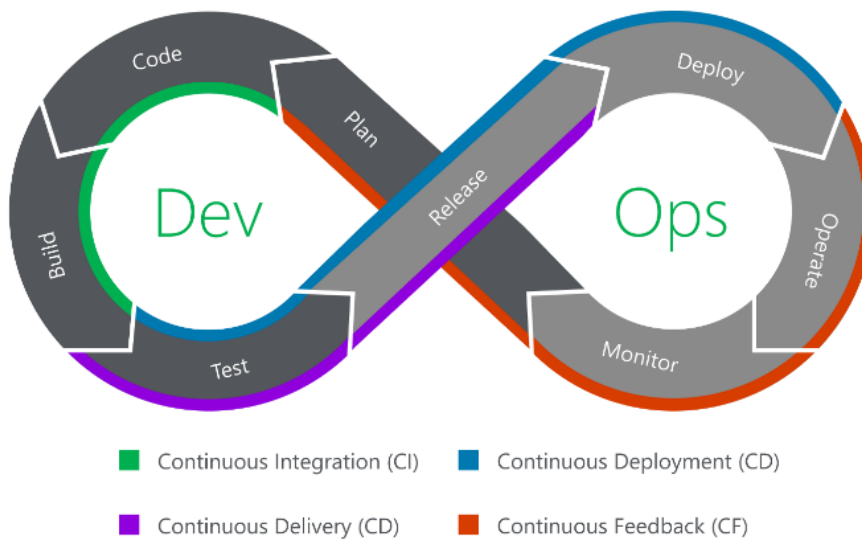 Code
Plan
Deploy
Dev
Release
Ops
Build
Operate
Test
Monitor
Continuous Integration (CI)
Continuous Deployment (CD)
Continuous Delivery (CD)
Continuous Feedback (CF)